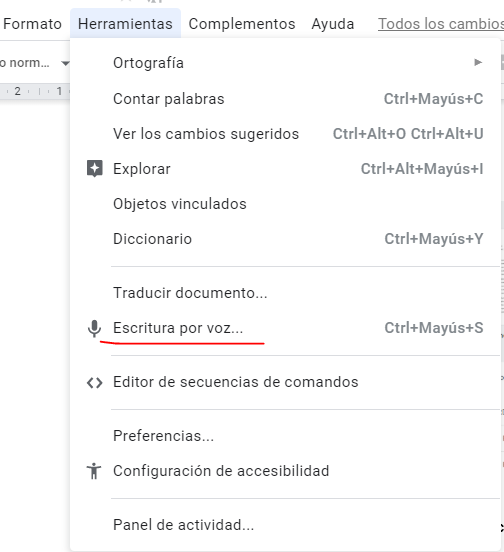 Formato Herramientas Complementos Ayuda Todos los cambios
o norm...
2 1
Ortografía
Contar palabras Ctrl+Mayús+C
Ver los cambios sugeridos Ctrl+Alt+O Ctrl+Alt+U
Explorar Ctrl+Alt+Mayús+I
Objetos vinculados
Diccionario Ctrl+Mayús+Y
Traducir documento...
Escritura por voz... Ctrl+Mayús+S
Editor de secuencias de comandos
Preferencias...
Configuración de accesibilidad
Panel de actividad...